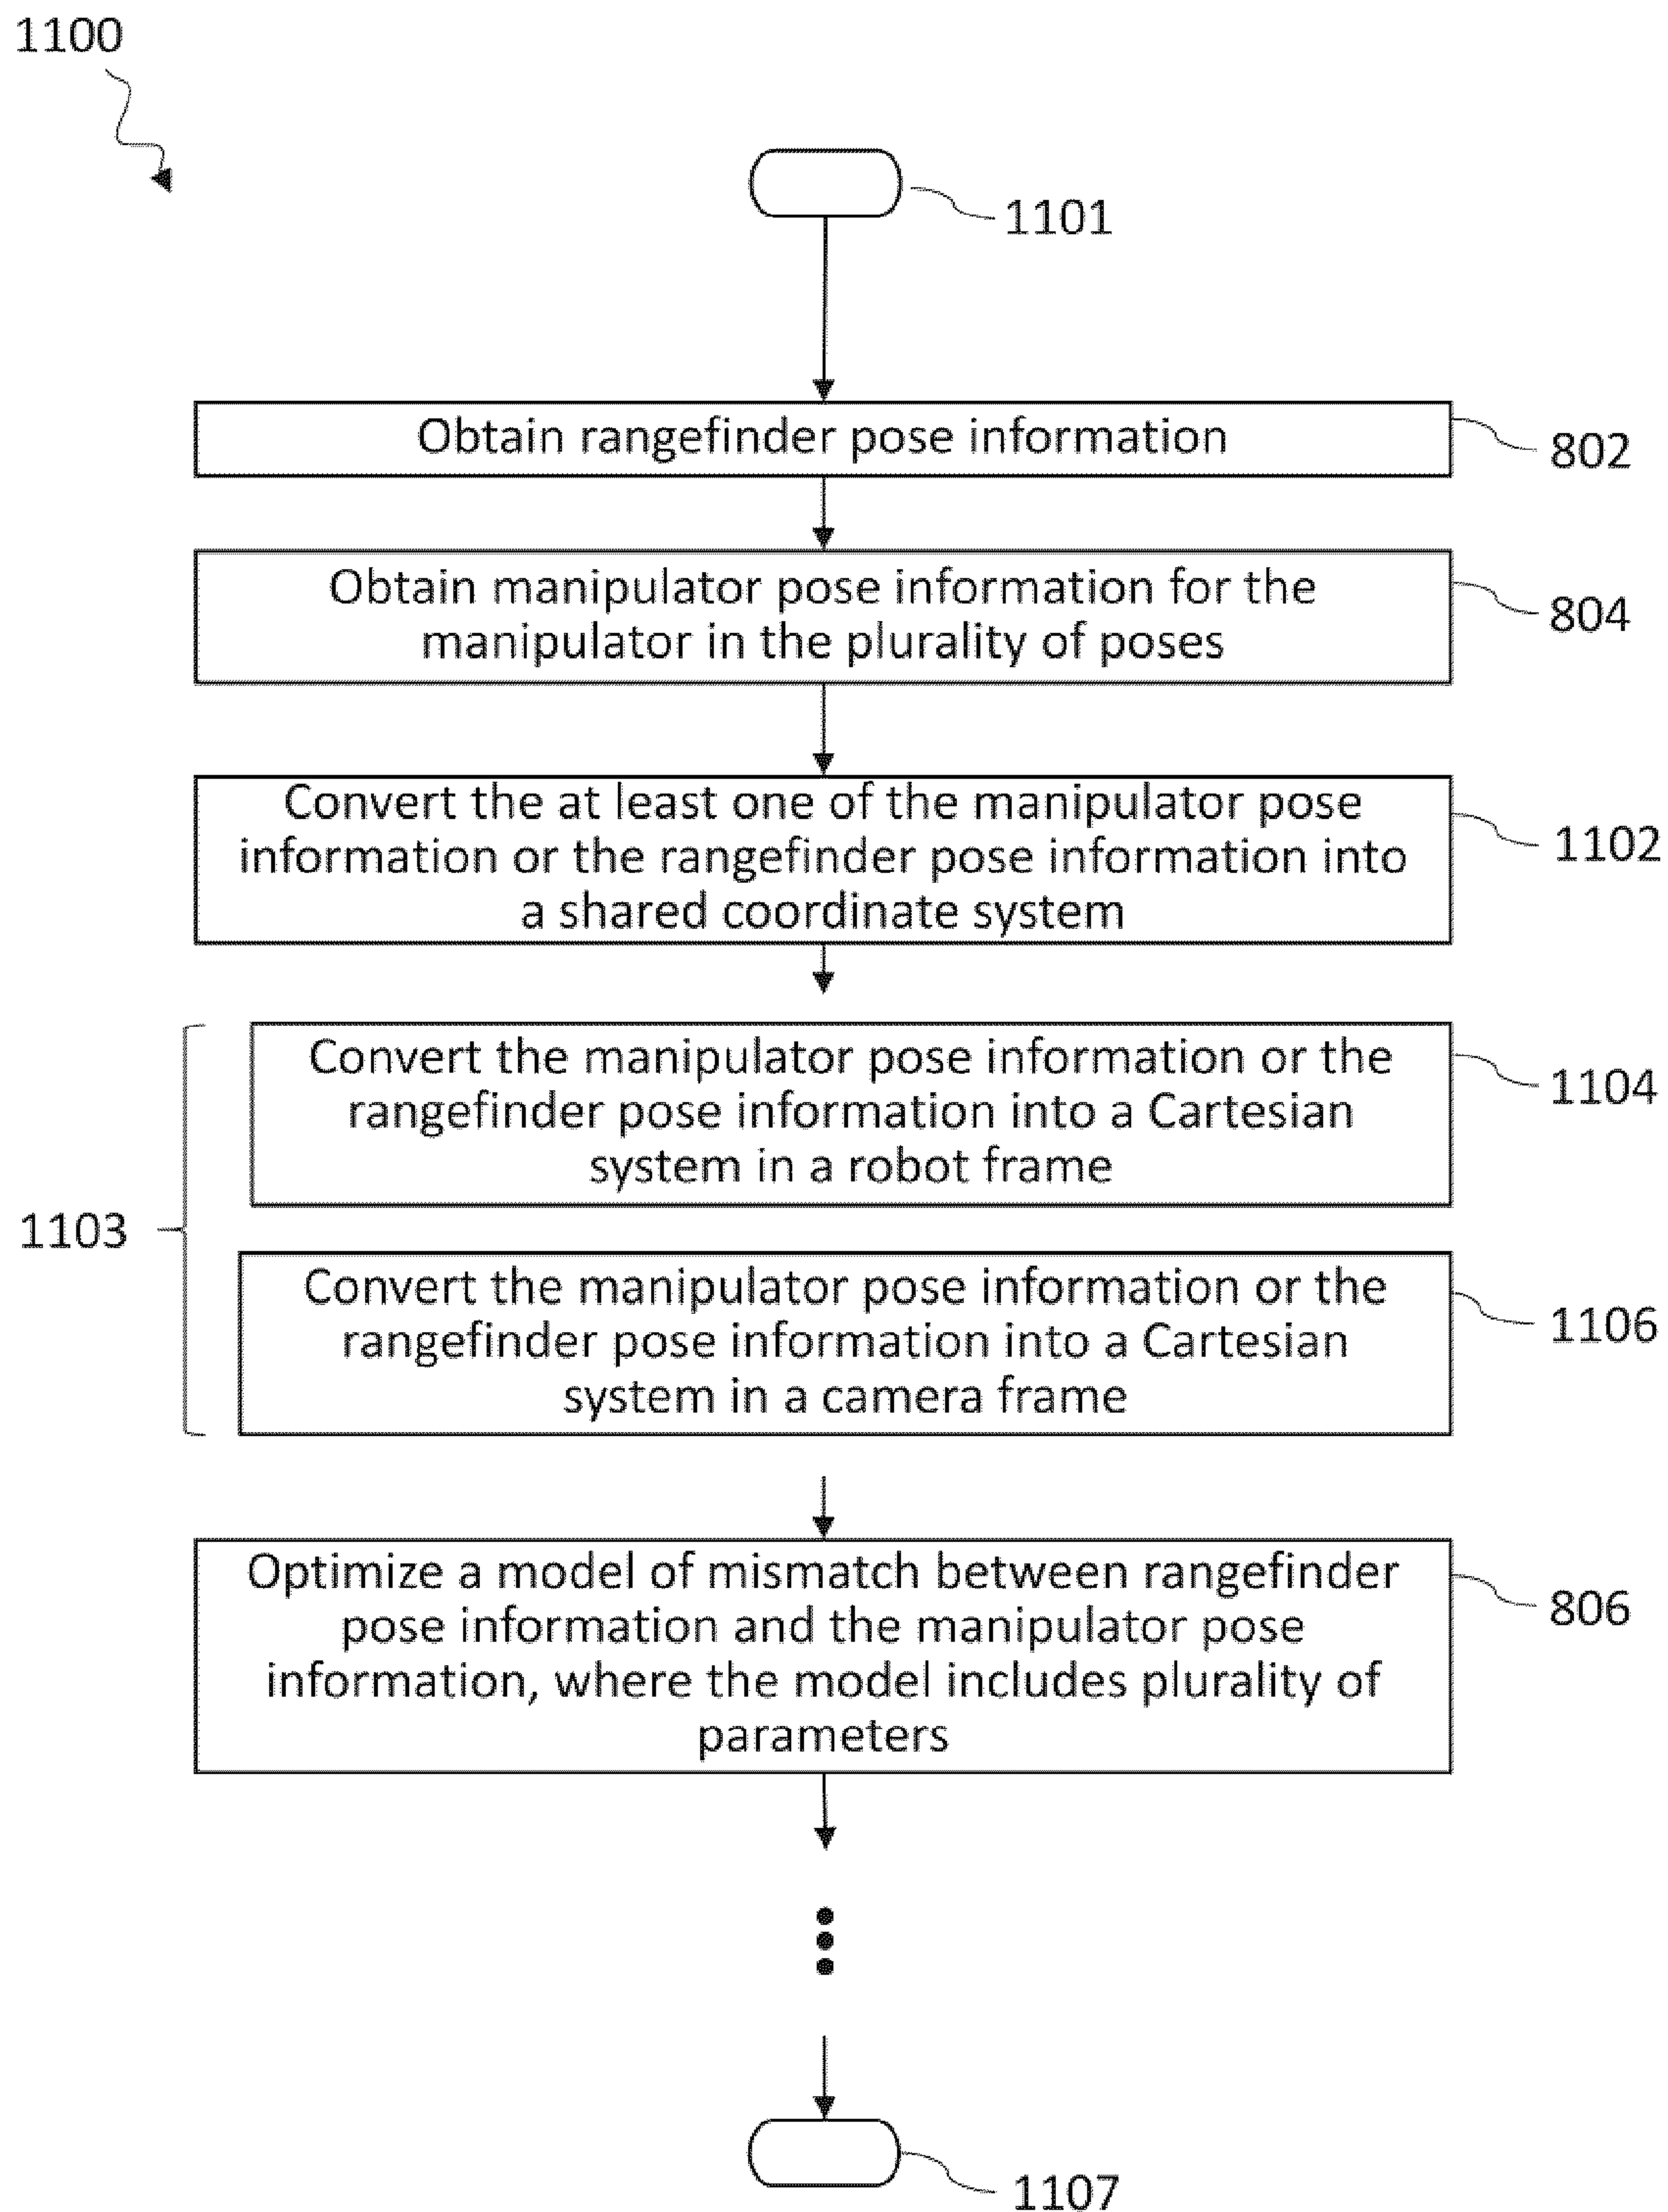 1100
1101
Obtain rangefinder pose information
802
Obtain manipulator pose information for the
manipulator in the plurality of poses
804
Convert the at least one of the manipulator pose
information or the rangefinder pose information into
a shared coordinate system
1102
1103
Convert the manipulator pose information or the
rangefinder pose information into a Cartesian
system in a robot frame
1104
Convert the manipulator pose information or the
rangefinder pose information into a Cartesian
system in a camera frame
1106
Optimize a model of mismatch between rangefinder
pose information and the manipulator pose
information, where the model includes plurality of
parameters
806
1107